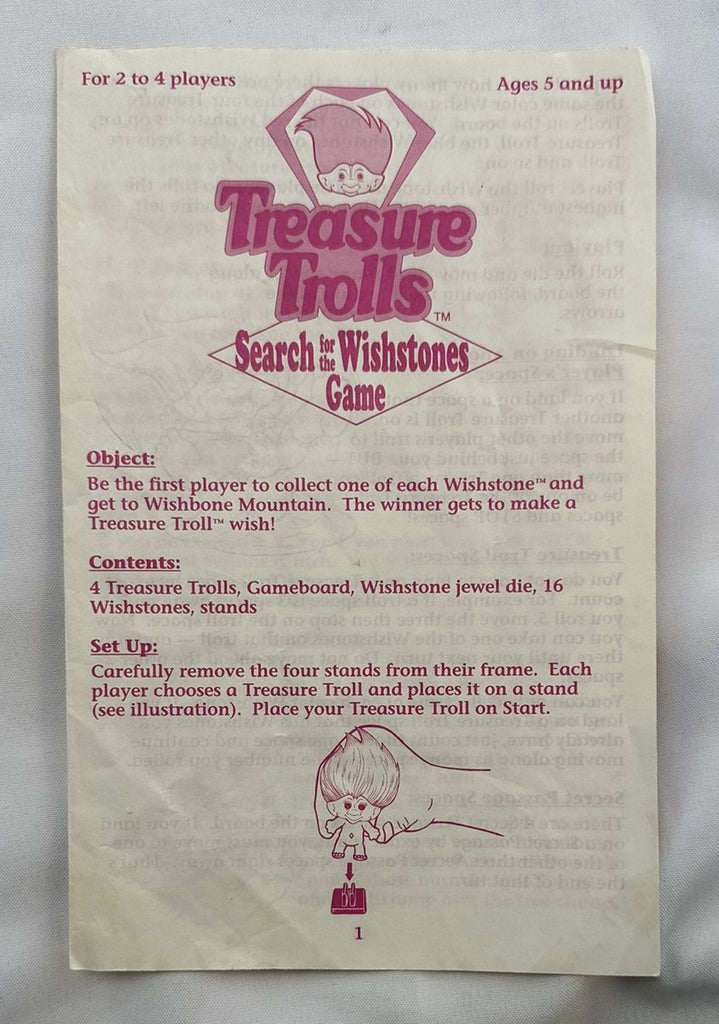 For 2 to 4 players
Ages 5 and up
Treasure
Trolls™
Search for the Wishstones
Game
Object:
Be the first player to collect one of each Wishstone™ and
get to Wishbone Mountain. The winner gets to make a
Treasure Troll™ wish!
Contents:
4 Treasure Trolls, Gameboard, Wishstone jewel die, 16
Wishstones, stands
Set Up:
Carefully remove the four stands from their frame. Each
player chooses a Treasure Troll and places it on a stand
(see illustration). Place your Treasure Troll on Start.
1